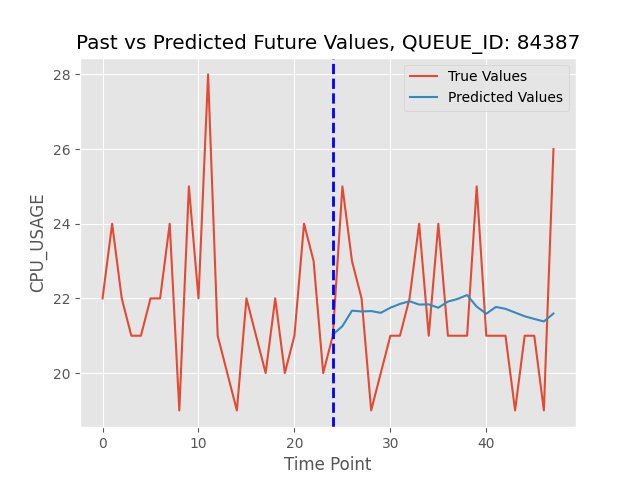 Past vs Predicted Future Values, QUEUE_ID: 84387
True Values
Predicted Values
28
26
24
22
20
CPU_USAGE
0
10
20
30
40
Time Point